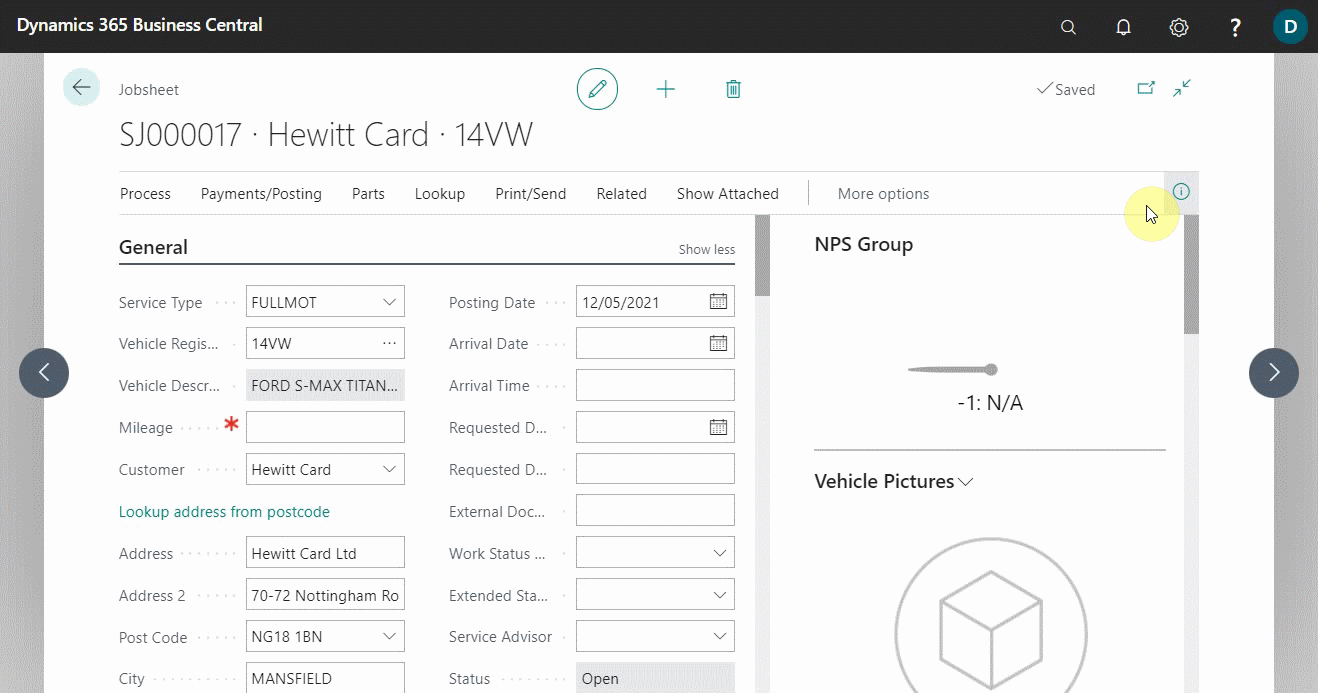 Dynamics 365 Business Central
?
D
Jobsheet
Saved
SJ000017 · Hewitt Card · 14VW
Process
Payments/Posting
Parts
Lookup
Print/Send
Related
Show Attached
More options
General
Show less
Service Type
FULLMOT
Vehicle Regis...
14VW
Vehicle Descr...
FORD S-MAX TITAN...
Mileage
*
Customer
Hewitt Card
Lookup address from postcode
Address
Hewitt Card Ltd
Address 2
70-72 Nottingham Ro
Post Code
NG18 1BN
City
MANSFIELD
Posting Date
12/05/2021
Arrival Date
Arrival Time
Requested D...
Requested D...
External Doc...
Work Status ...
Extended Sta...
Service Advisor
Status
Open
NPS Group
-1: N/A
Vehicle Pictures